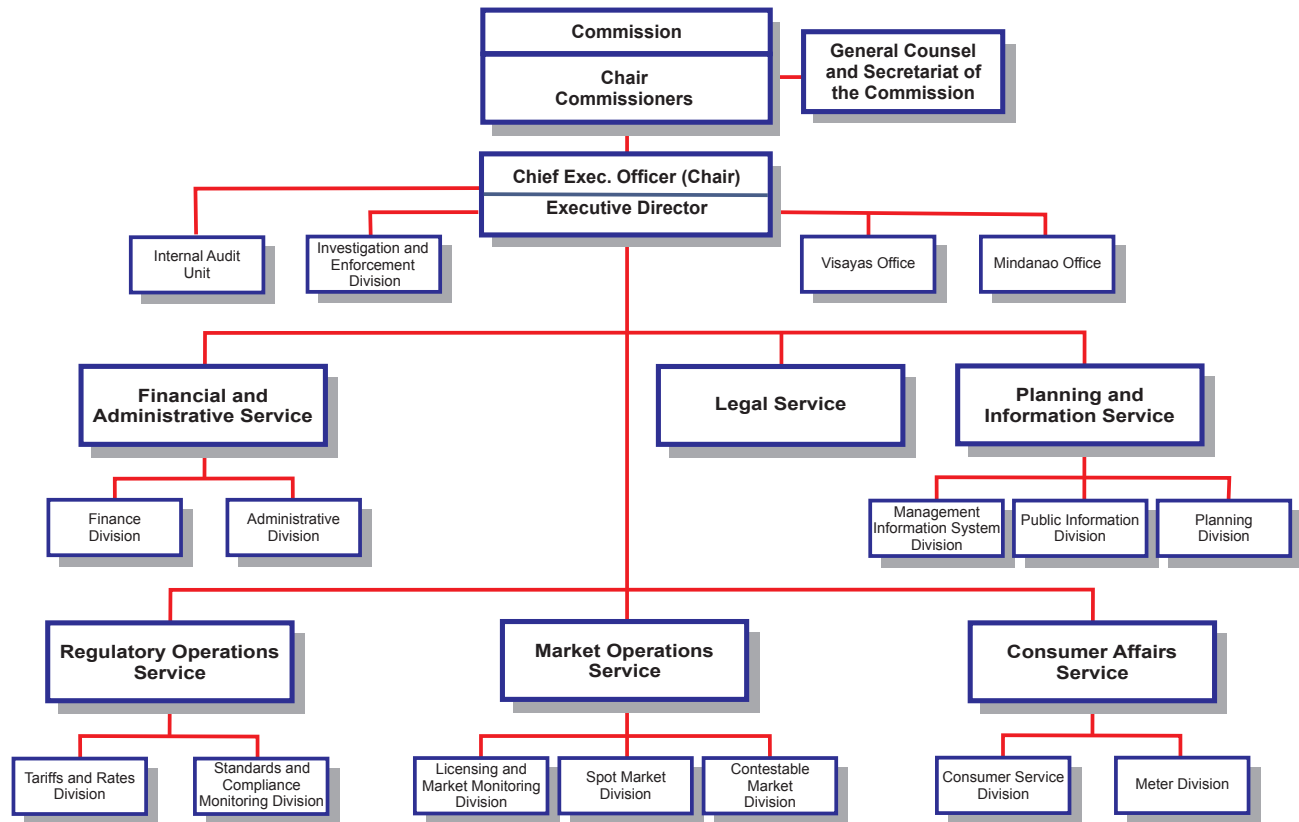 Commission
Chair
Commissioners
General Counsel
and Secretariat of
the Commission
Chief Exec. Officer (Chair)
Executive Director
Internal Audit
Unit
Investigation and
Enforcement
Division
Visayas Office
Mindanao Office
Financial and
Administrative Service
Legal Service
Planning and
Information Service
Finance
Division
Administrative
Division
Management
Information System
Division
Public Information
Division
Planning
Division
Regulatory Operations
Service
Market Operations
Service
Consumer Affairs
Service
Tariffs and Rates
Division
Standards and
Compliance
Monitoring Division
Licensing and
Market Monitoring
Division
Spot Market
Division
Contestable
Market
Division
Consumer Service
Division
Meter Division